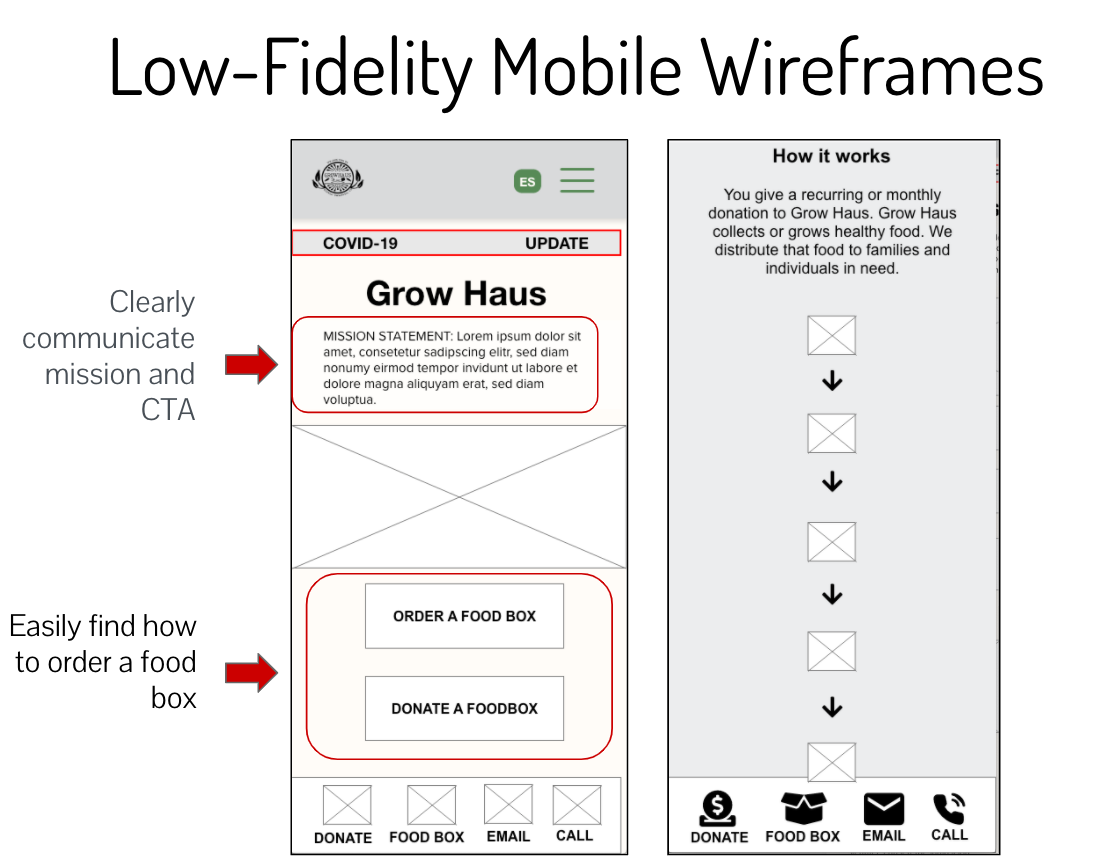 Low-Fidelity Mobile Wireframes
ES
COVID-19 UPDATE
Grow Haus
MISSION STATEMENT: Lorem ipsum dolor sit
amet, consetetur sadipscing elitr, sed diam
nonumy eirmod tempor invidunt ut labore et
dolore magna aliquyam erat, sed diam
voluptua.
Clearly
communicate
mission and
CTA
ORDER A FOOD BOX
DONATE A FOODBOX
Easily find how
to order a food
box
DONATE FOOD BOX EMAIL CALL
How it works
You give a recurring or monthly
donation to Grow Haus. Grow Haus
collects or grows healthy food. We
distribute that food to families and
individuals in need.
DONATE FOOD BOX EMAIL CALL